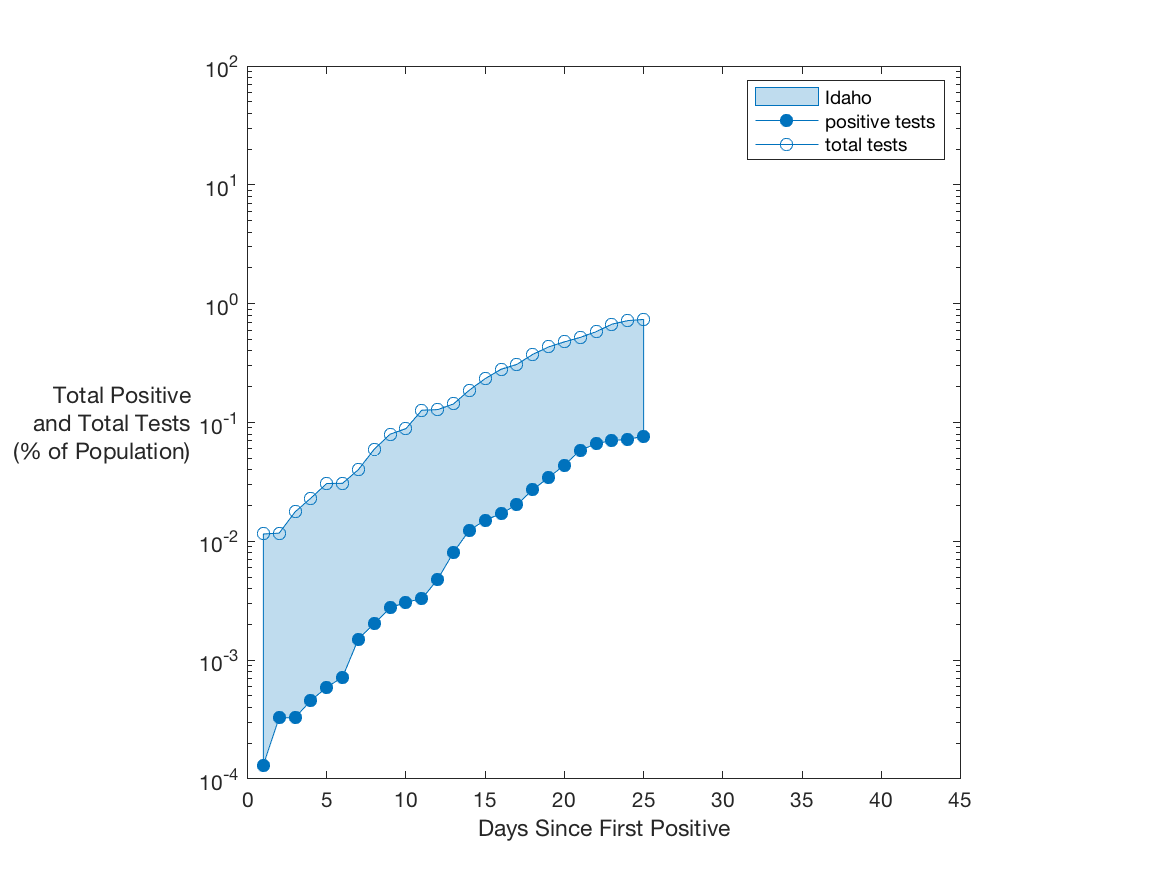 10^2
10^1
10^0
10^-1
10^-2
10^-3
10^-4
Total Positive
and Total Tests
(% of Population)
Idaho
positive tests
total tests
0 5 10 15 20 25 30 35 40 45
Days Since First Positive